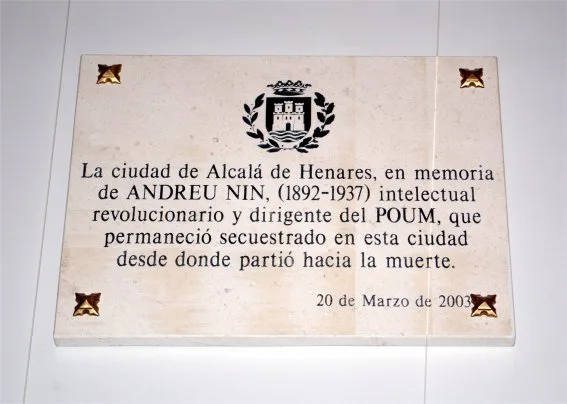 La ciudad de Alcalá de Henares, en memoria
de ANDREU NIN, (1892-1937) intelectual
revolucionario y dirigente del POUM, que
permaneció secuestrado en esta ciudad
desde donde partió hacia la muerte.
20 de Marzo de 2003